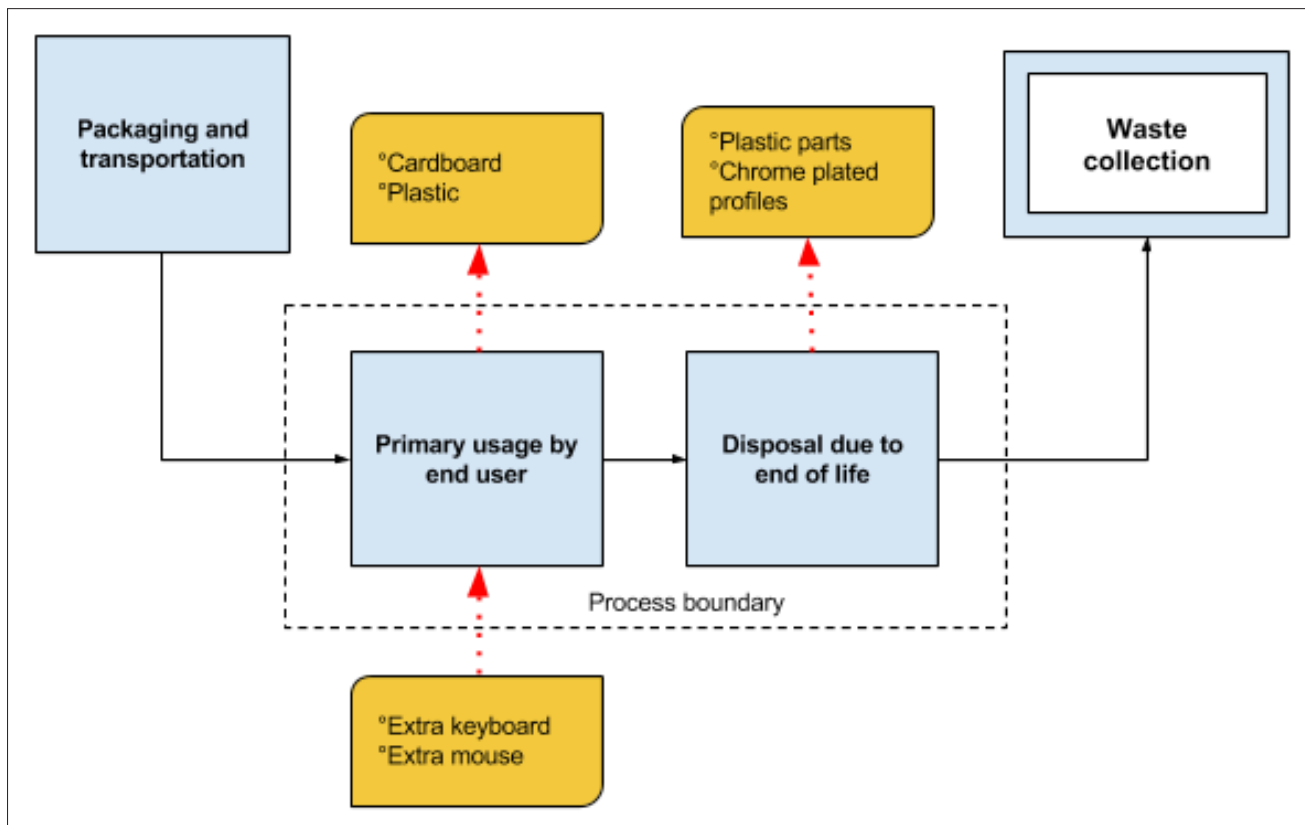 Packaging and
transportation
°Cardboard
°Plastic
°Plastic parts
°Chrome plated
profiles
Waste
collection
Primary usage by
end user
Disposal due to
end of life
Process boundary
°Extra keyboard
°Extra mouse